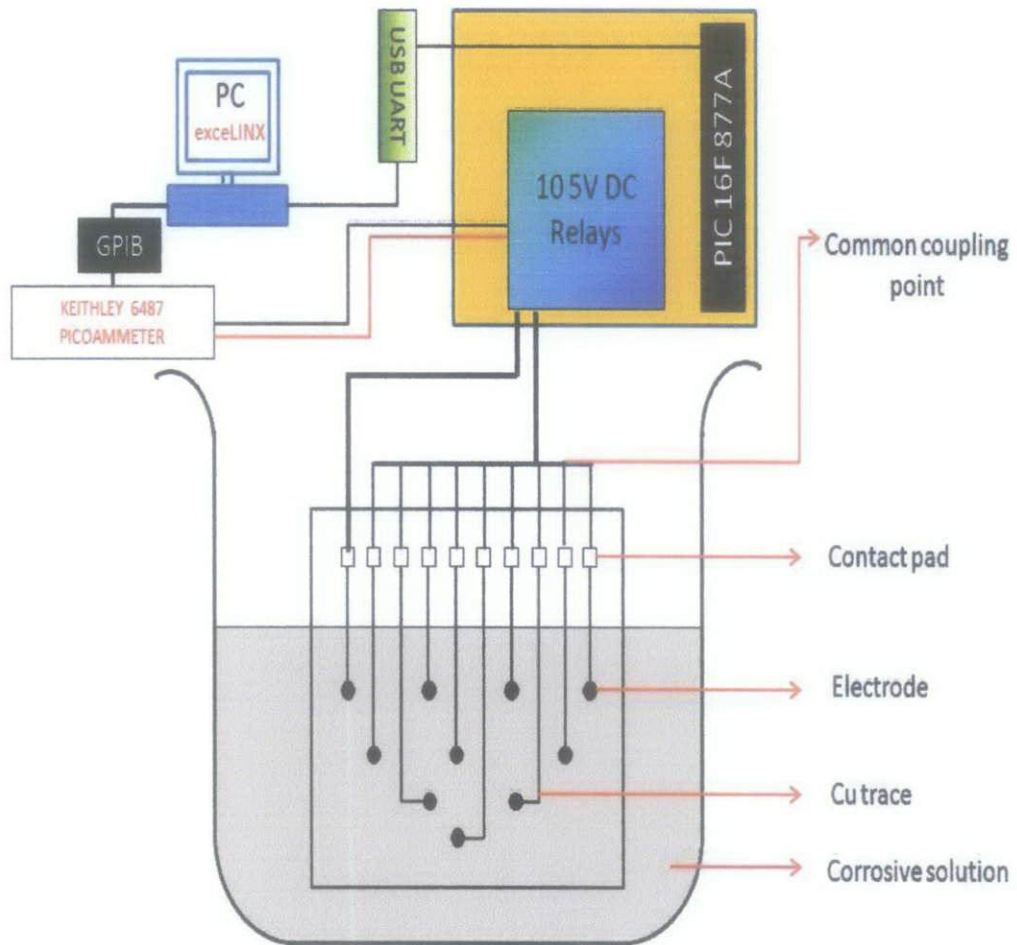 USB UART
PC
exceLINX
GPIB
KEITHLEY 6487
PICOAMMETER
10 5V DC
Relays
PIC 16F 877A
Common coupling
point
Contact pad
Electrode
Cu trace
Corrosive solution